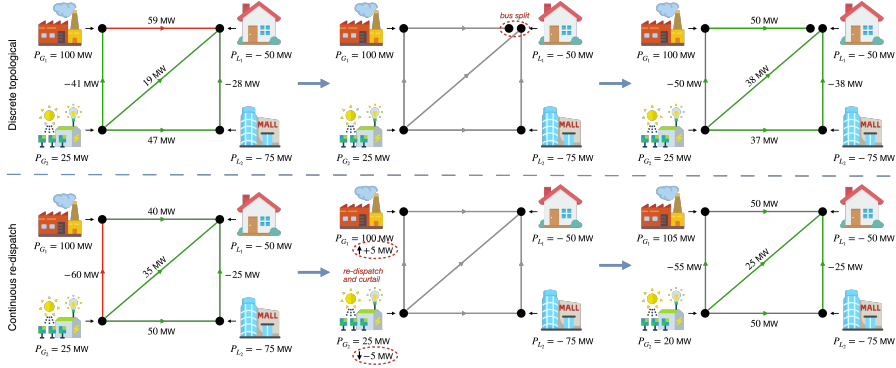 Discrete topological
59 MW
P_{G_1} = 100 MW
P_{L_1} = − 50 MW
−41 MW
19 MW
−28 MW
MALL
47 MW
P_{G_2} = 25 MW
P_{L_2} = − 75 MW
bus split
P_{G_1} = 100 MW
P_{L_1} = − 50 MW
MALL
P_{G_2} = 25 MW
P_{L_2} = − 75 MW
50 MW
P_{G_1} = 100 MW
P_{L_1} = − 50 MW
−50 MW
38 MW
−38 MW
MALL
37 MW
P_{G_2} = 25 MW
P_{L_2} = − 75 MW
Continuous re-dispatch
40 MW
P_{G_1} = 100 MW
P_{L_1} = − 50 MW
−60 MW
35 MW
−25 MW
MALL
50 MW
P_{G_2} = 25 MW
P_{L_2} = − 75 MW
P_{G_1} = 100 MW
+5 MW
P_{L_1} = − 50 MW
re-dispatch
and curtail
MALL
P_{G_2} = 25 MW
−5 MW
P_{L_2} = − 75 MW
50 MW
P_{G_1} = 105 MW
P_{L_1} = − 50 MW
−55 MW
25 MW
− 25 MW
MALL
50 MW
P_{G_2} = 20 MW
P_{L_2} = − 75 MW